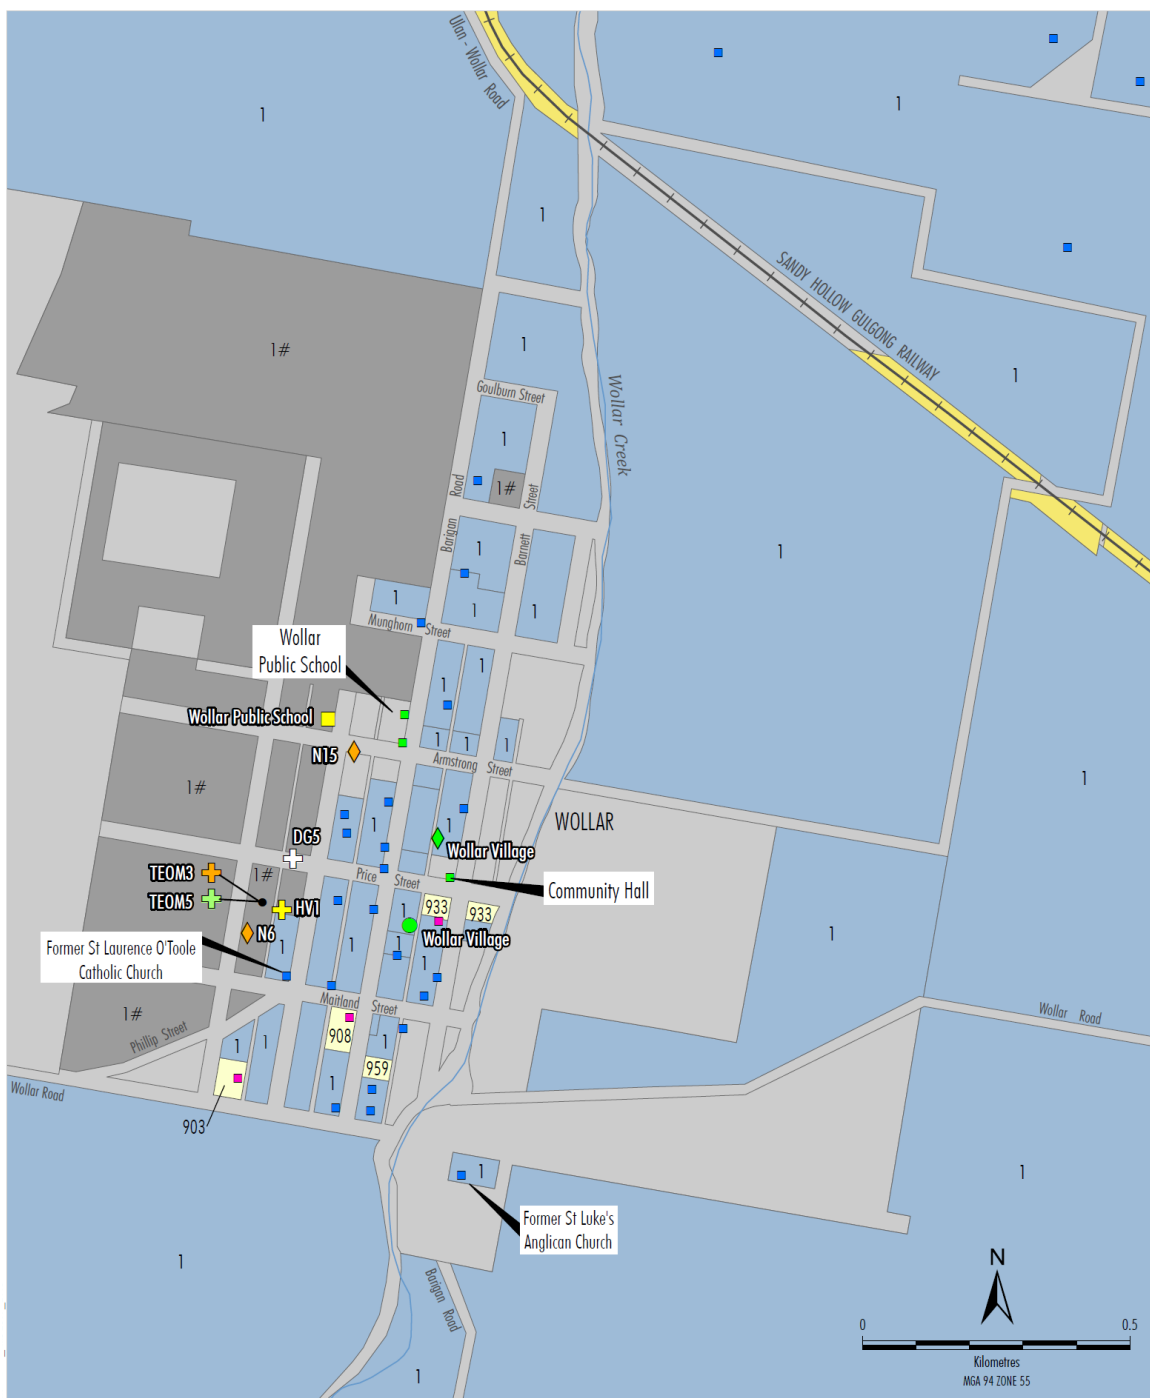 Ulan - Wollar Road
1
1
1
SANDY HOLLOW GULGONG RAILWAY
1#
1
1
Goulburn Street
Wollar Creek
1
1#
Barigan Road
Barnett Street
1
1
1
1
1
Munghorn Street
Wollar
Public School
1
1
Wollar Public School
N15
1
1
1
Armstrong Street
1
1#
WOLLAR
1
1
DG5
Wollar Village
TEOM3
1#
Price Street
Community Hall
TEOM5
HV1
1
933
933
N6
Wollar Village
1
Former St Laurence O'Toole
Catholic Church
1
1
1
1
Maitland Street
1#
Phillip Street
908
Wollar Road
1
1
1
959
1
Wollar Road
903
1
1
Former St Luke's
Anglican Church
1
Barigan Road
N
0
0.5
Kilometres
MGA 94 ZONE 55
1